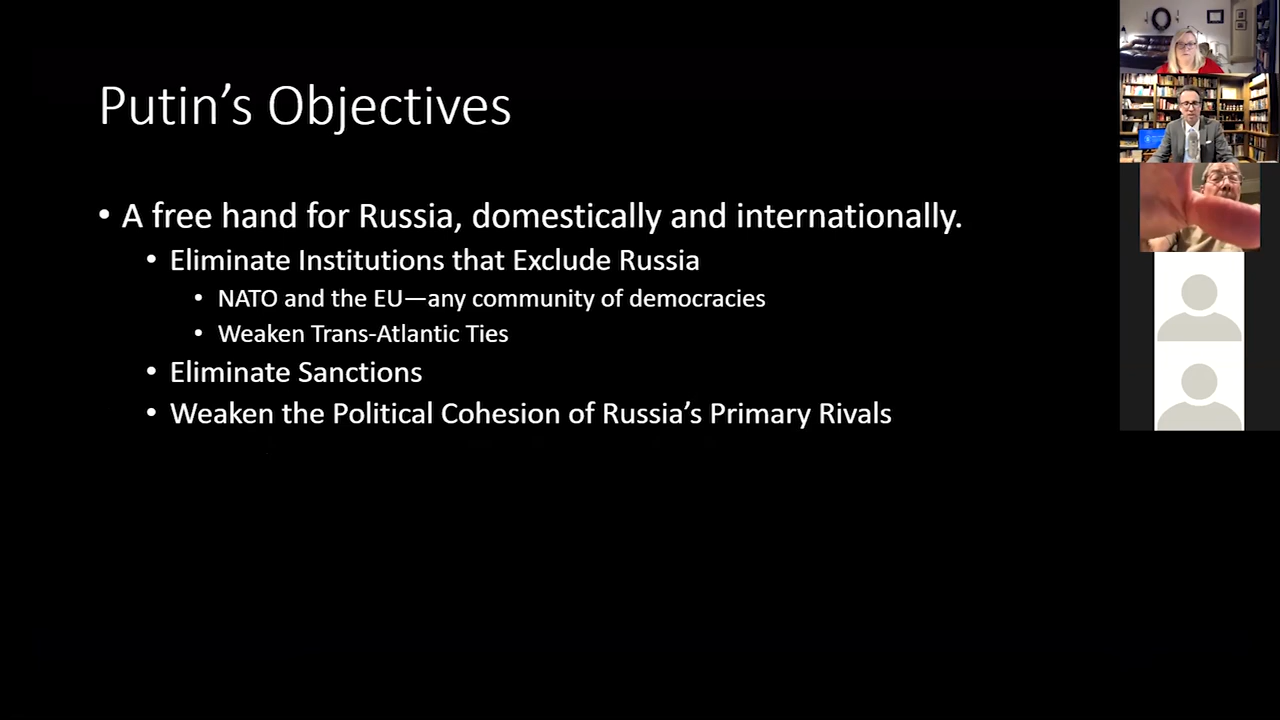 Putin’s Objectives
• A free hand for Russia, domestically and internationally.
• Eliminate Institutions that Exclude Russia
• NATO and the EU—any community of democracies
• Weaken Trans-Atlantic Ties
• Eliminate Sanctions
• Weaken the Political Cohesion of Russia’s Primary Rivals